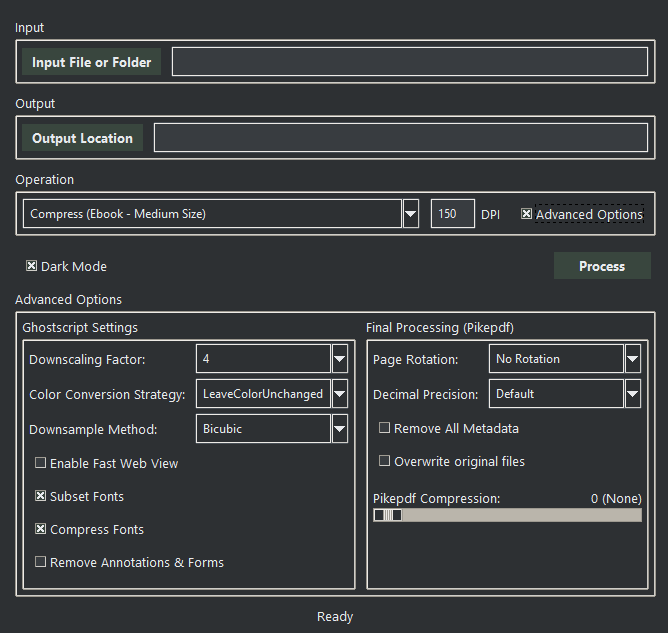 Input
Input File or Folder
Output
Output Location
Operation
Compress (Ebook - Medium Size)
150
DPI
Advanced Options
Dark Mode
Process
Advanced Options
Ghostscript Settings
Downscaling Factor:
4
Color Conversion Strategy:
LeaveColorUnchanged
Downsample Method:
Bicubic
Enable Fast Web View
Subset Fonts
Compress Fonts
Remove Annotations & Forms
Final Processing (Pikepdf)
Page Rotation:
No Rotation
Decimal Precision:
Default
Remove All Metadata
Overwrite original files
Pikepdf Compression:
0 (None)
Ready